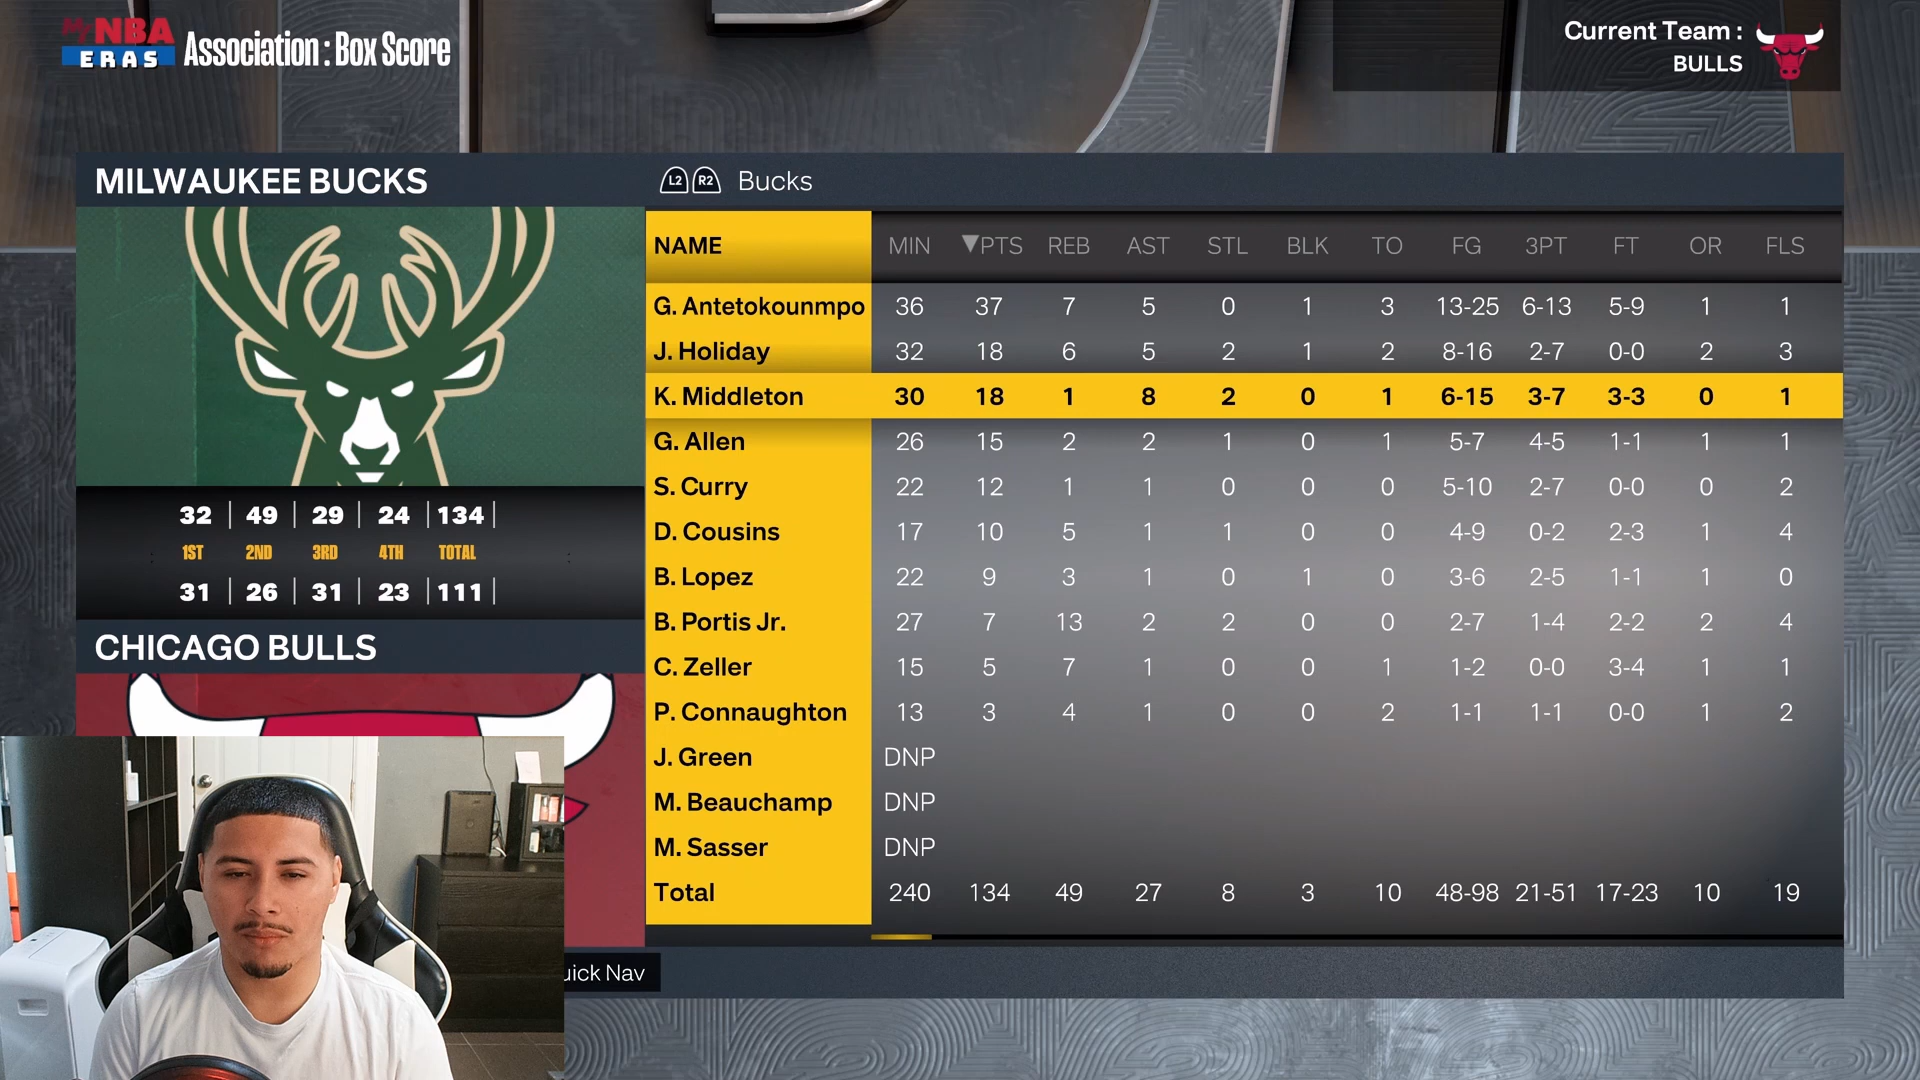 MyNBA
ERAS
Association : Box Score
Current Team :
BULLS
MILWAUKEE BUCKS
32 | 49 | 29 | 24 | 134 |
1ST 2ND 3RD 4TH TOTAL
31 | 26 | 31 | 23 | 111 |
CHICAGO BULLS
L2 R2 Bucks
NAME MIN ▼PTS REB AST STL BLK TO FG 3PT FT OR FLS
G. Antetokounmpo 36 37 7 5 0 1 3 13-25 6-13 5-9 1 1
J. Holiday 32 18 6 5 2 1 2 8-16 2-7 0-0 2 3
K. Middleton 30 18 1 8 2 0 1 6-15 3-7 3-3 0 1
G. Allen 26 15 2 2 1 0 1 5-7 4-5 1-1 1 1
S. Curry 22 12 1 1 0 0 0 5-10 2-7 0-0 0 2
D. Cousins 17 10 5 1 1 0 0 4-9 0-2 2-3 1 4
B. Lopez 22 9 3 1 0 1 0 3-6 2-5 1-1 1 0
B. Portis Jr. 27 7 13 2 2 0 0 2-7 1-4 2-2 2 4
C. Zeller 15 5 7 1 0 0 1 1-2 0-0 3-4 1 1
P. Connaughton 13 3 4 1 0 0 2 1-1 1-1 0-0 1 2
J. Green DNP
M. Beauchamp DNP
M. Sasser DNP
Total 240 134 49 27 8 3 10 48-98 21-51 17-23 10 19
uick Nav